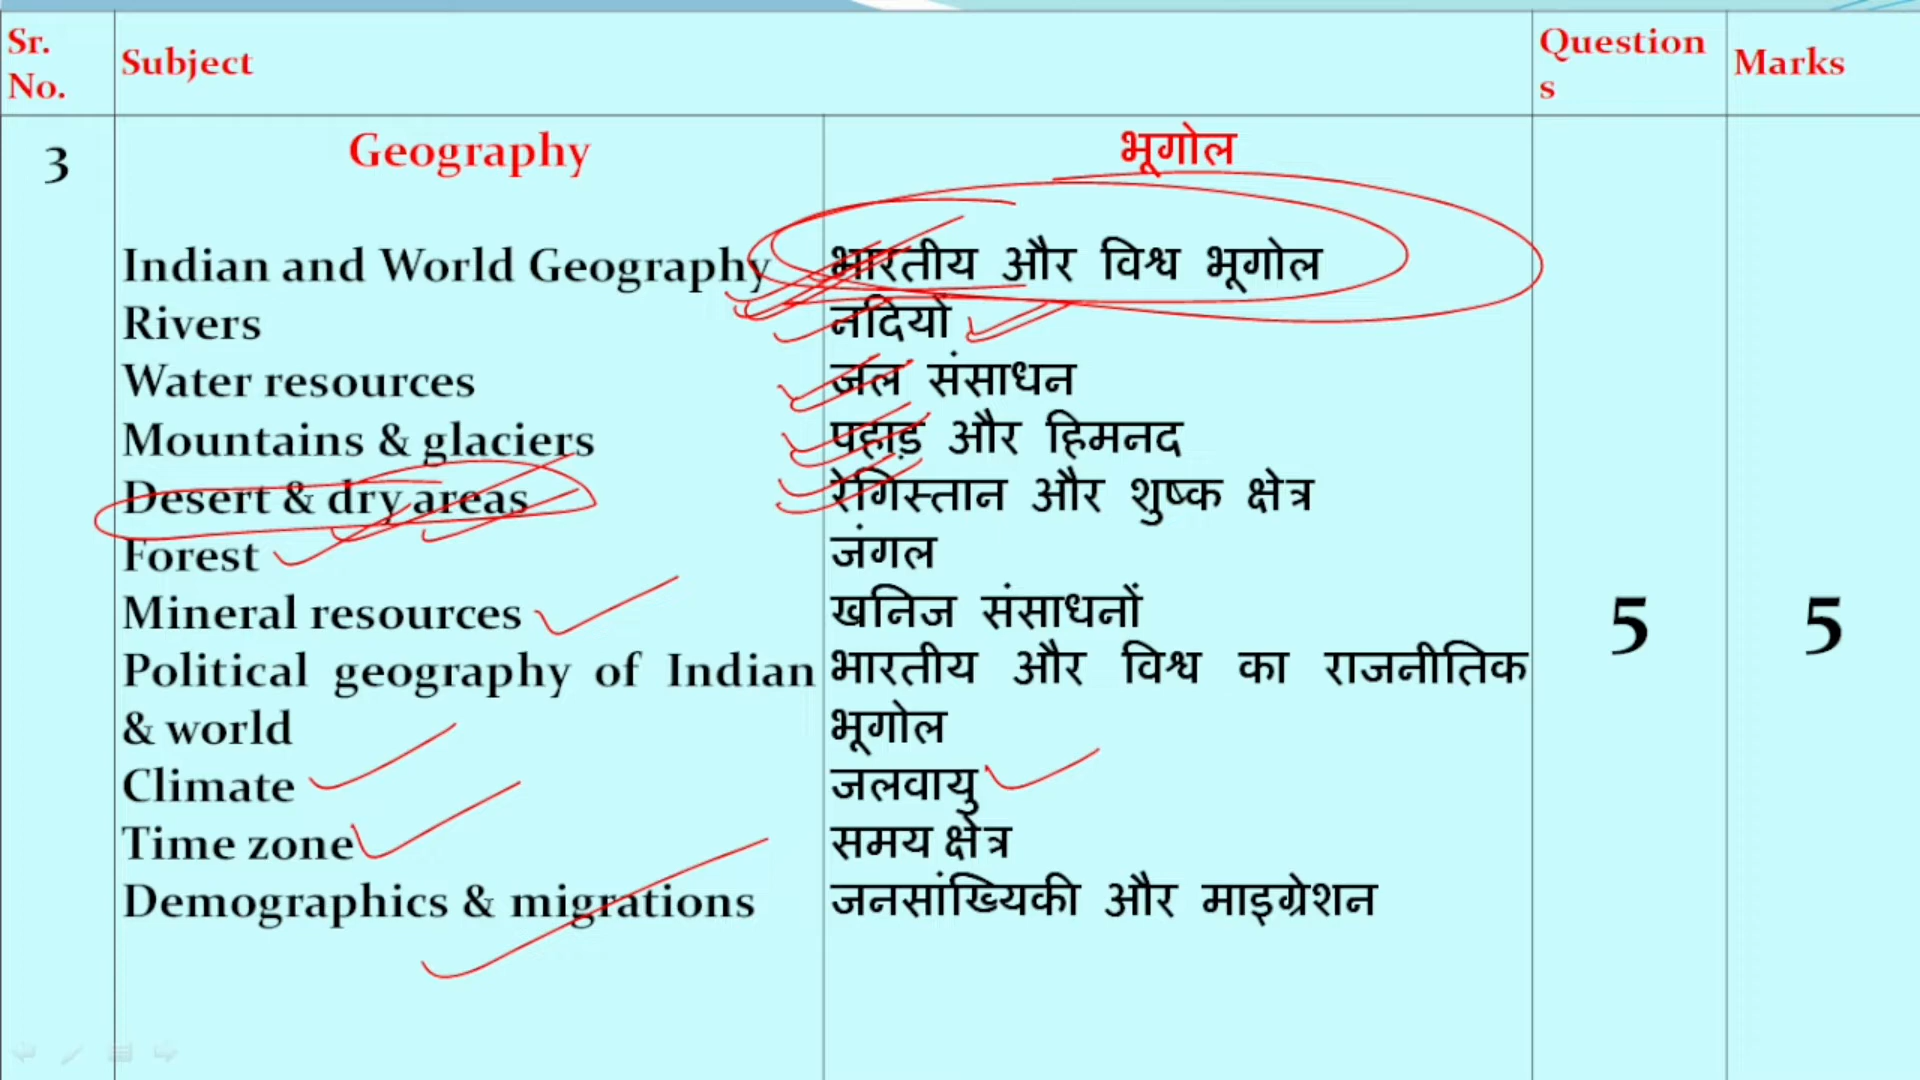 Sr. No.
Subject
Question
s
Marks
3
Geography
भूगोल
Indian and World Geography
भारतीय और विश्व भूगोल
Rivers
नदियों
Water resources
जल संसाधन
Mountains & glaciers
पहाड़ और हिमनद
Desert & dry areas
रेगिस्तान और शुष्क क्षेत्र
Forest
जंगल
Mineral resources
खनिज संसाधनों
Political geography of Indian
& world
भारतीय और विश्व का राजनीतिक
भूगोल
Climate
जलवायु
Time zone
समय क्षेत्र
Demographics & migrations
जनसांख्यिकी और माइग्रेशन
5
5